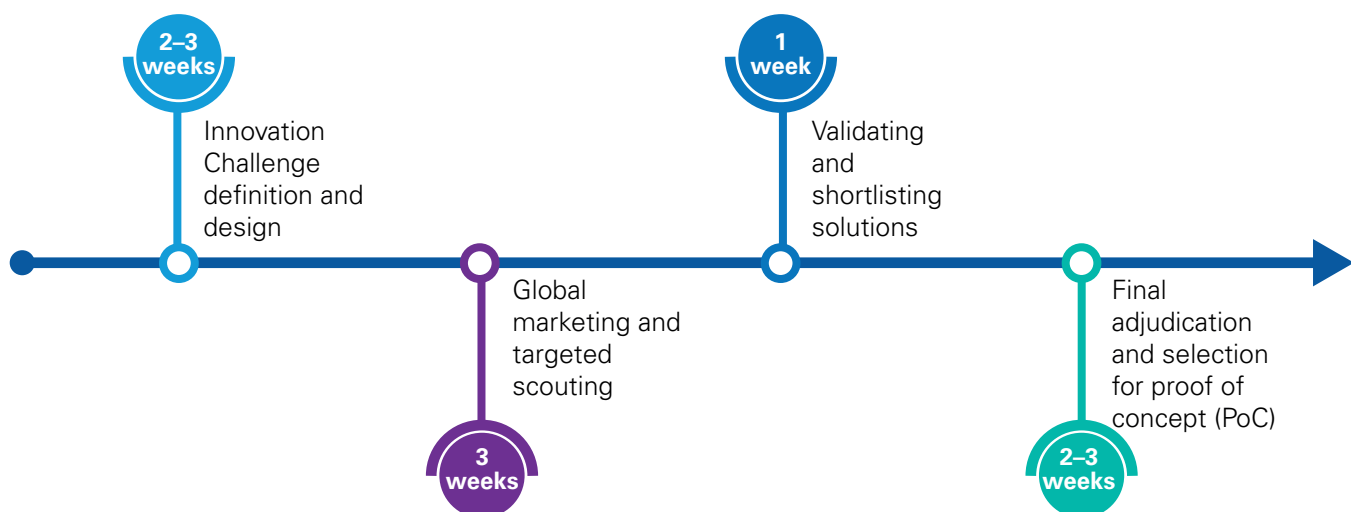 2–3
weeks
Innovation
Challenge
definition and
design
3
weeks
Global
marketing and
targeted
scouting
1
week
Validating
and
shortlisting
solutions
2–3
weeks
Final
adjudication
and selection
for proof of
concept (PoC)